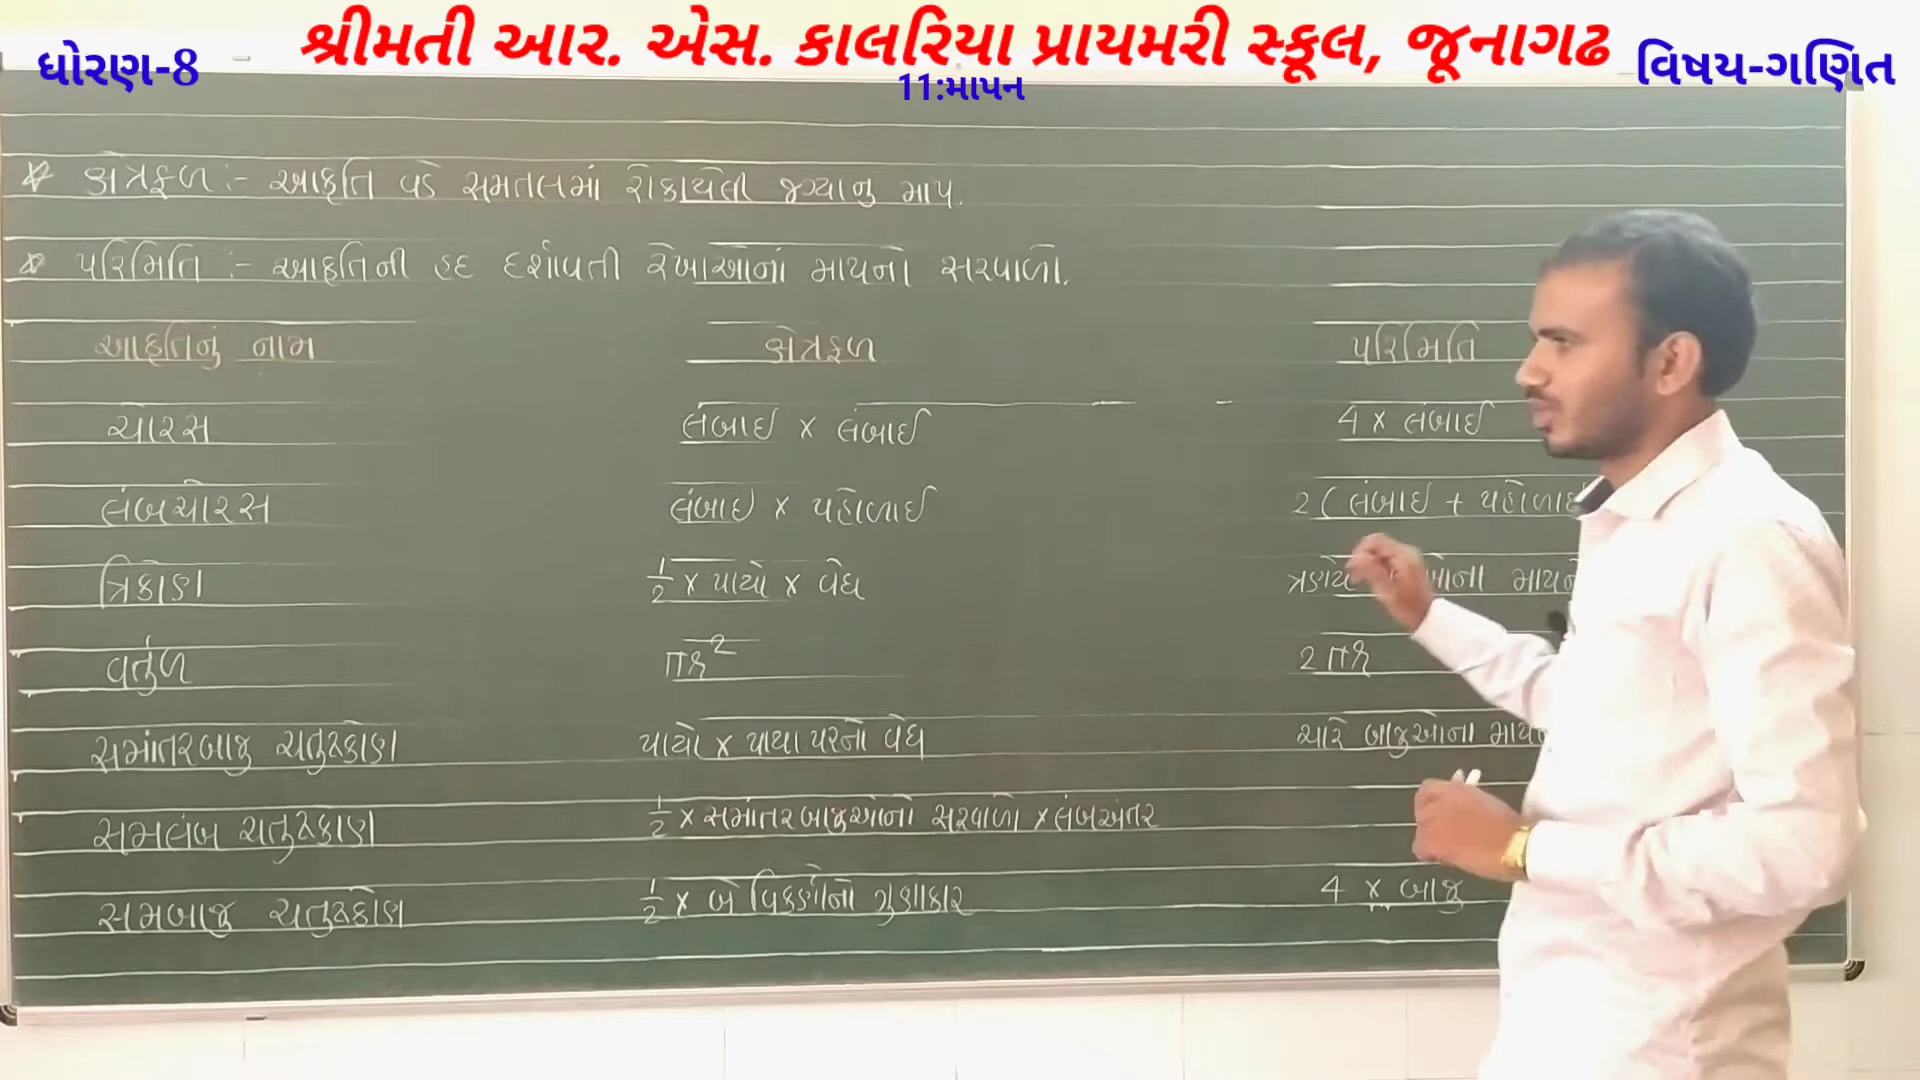 શ્રીમતી આર. એસ. કાલરિયા પ્રાયમરી સ્કૂલ, જૂનાગઢ
ધોરણ-8
વિષય-ગણિત
11:માપન
* ક્ષેત્રફળ :- આકૃતિ વડે સમતલમાં રોકાયેલી જગ્યાનુ માપ.
* પરિમિતિ :- આકૃતિની હદ દર્શાવતી રેખાઓનાં માપનો સરવાળો.
આકૃતિનું નામ ક્ષેત્રફળ પરિમિતિ
ચોરસ લંબાઈ × લંબાઈ 4 × લંબાઈ
લંબચોરસ લંબાઈ × પહોળાઈ 2 ( લંબાઈ + પહોળાઈ
ત્રિકોણ 1/2 × પાયો × વેધ ત્રણેય માપનો
વર્તુળ πr² 2πr
સમાંતરબાજુ ચતુષ્કોણ પાયો × પાયા પરનો વેધ ચારે બાજુઓના
સમલંબ ચતુષ્કોણ 1/2 × સમાંતર બાજુઓનો સરવાળો × લંબઅંતર
સમબાજુ ચતુષ્કોણ 1/2 × બે વિકર્ણોનો ગુણાકાર 4 × બાજુ